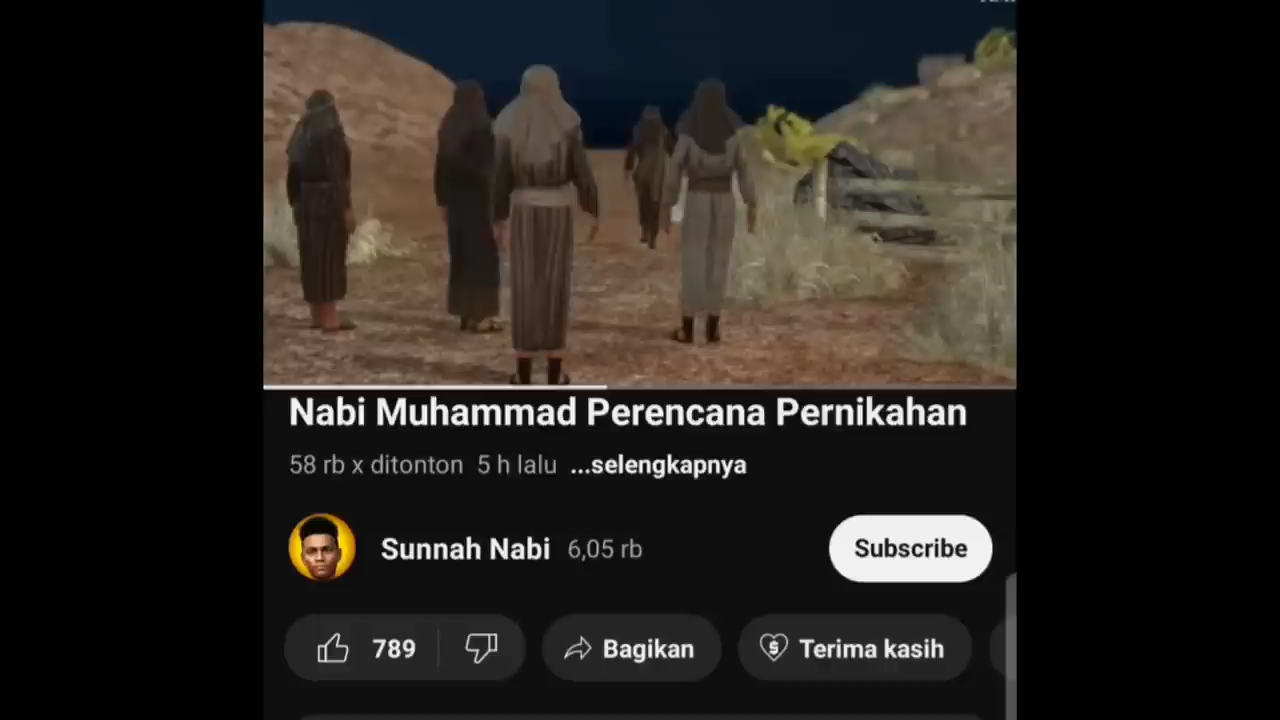 Nabi Muhammad Perencana Pernikahan
58 rb x ditonton 5 h lalu ...selengkapnya
Sunnah Nabi 6,05 rb
Subscribe
789 Bagikan Terima kasih